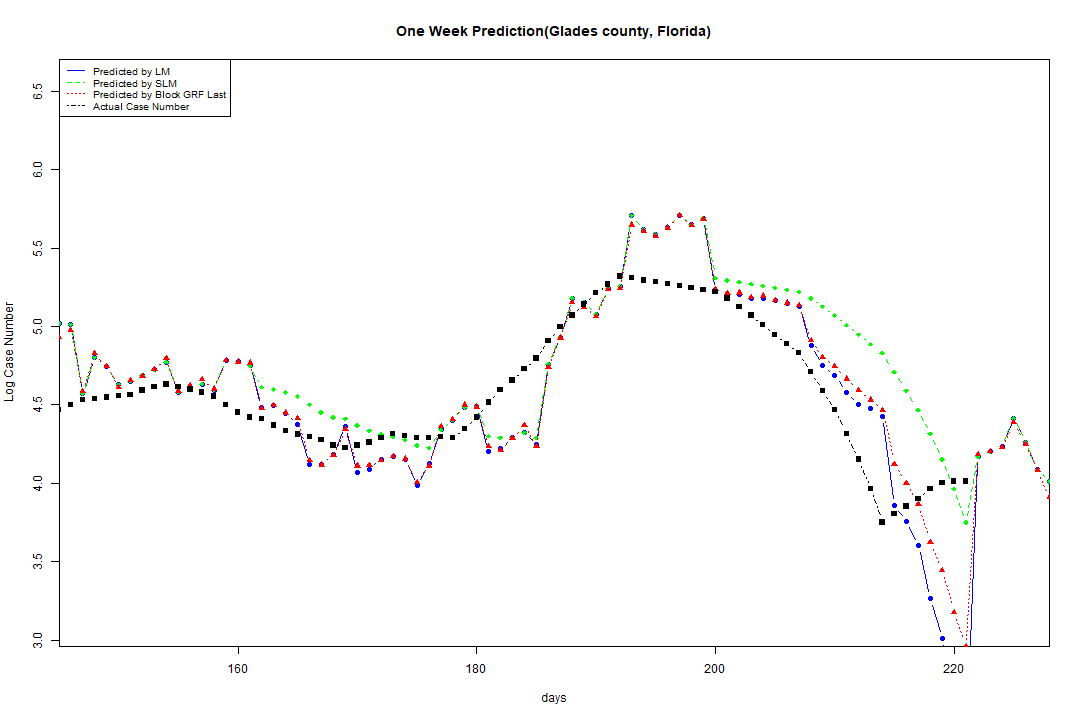 One Week Prediction(Glades county, Florida)
Predicted by LM
Predicted by SLM
Predicted by Block GRF Last
Actual Case Number
6.5
6.0
5.5
5.0
4.5
4.0
3.5
3.0
Log Case Number
160 180 200 220
days